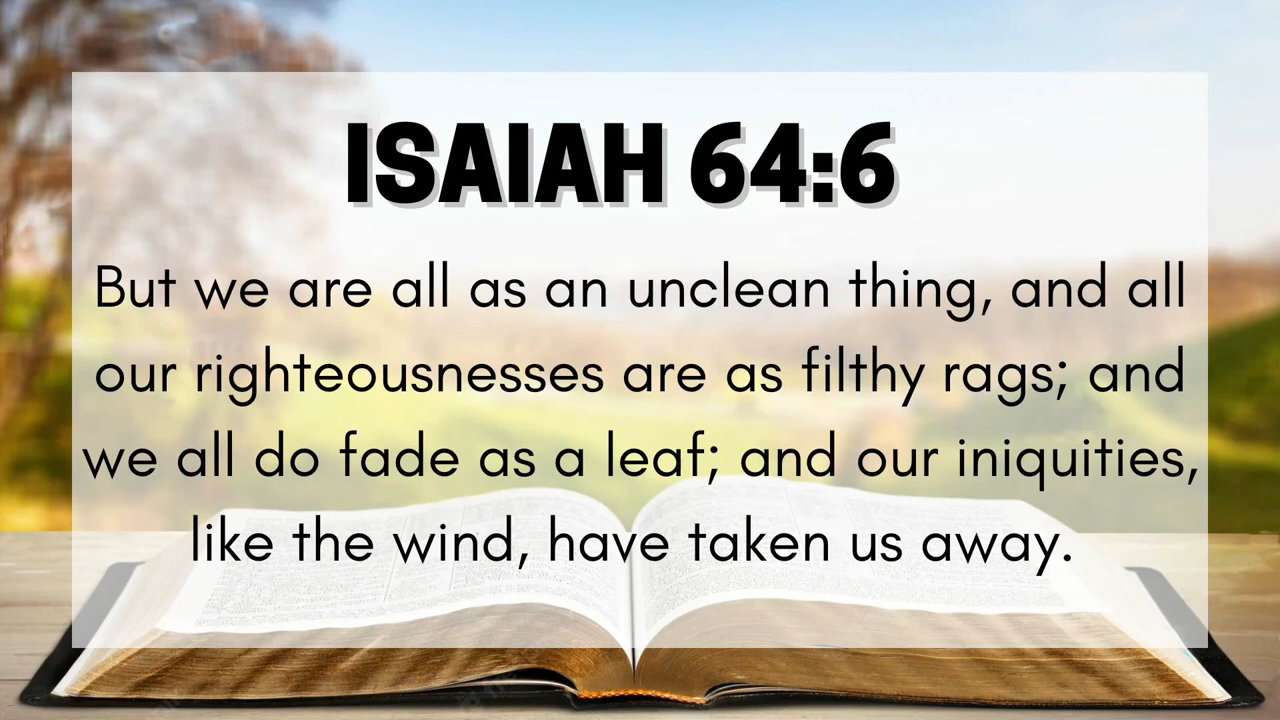 ISAIAH 64:6
But we are all as an unclean thing, and all
our righteousnesses are as filthy rags; and
we all do fade as a leaf; and our iniquities,
like the wind, have taken us away.